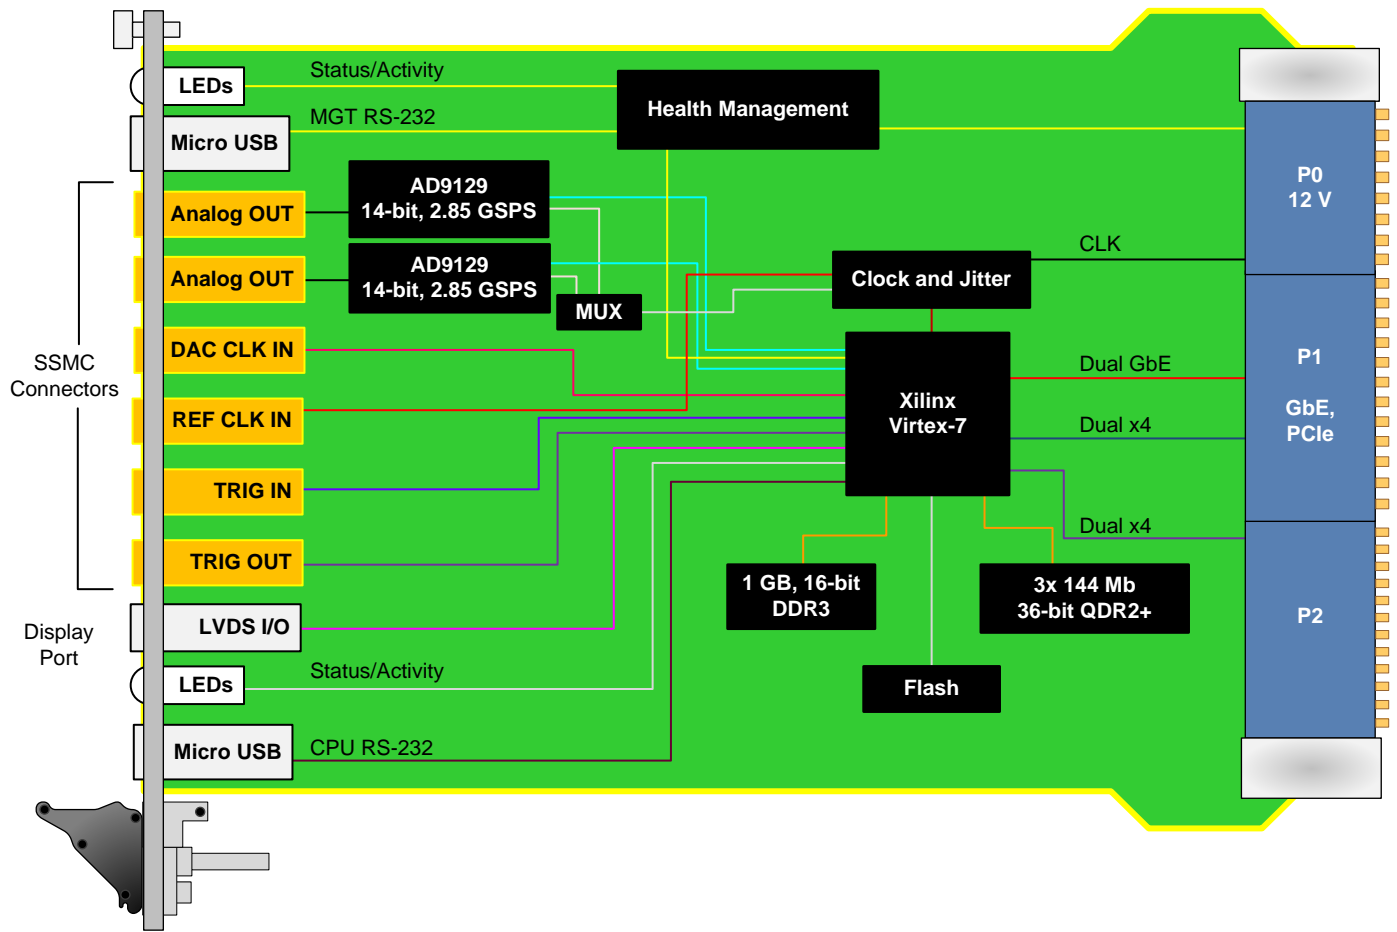 LEDs
Status/Activity
Health Management
Micro USB
MGT RS-232
P0
12 V
AD9129
14-bit, 2.85 GSPS
Analog OUT
CLK
AD9129
14-bit, 2.85 GSPS
Analog OUT
Clock and Jitter
MUX
SSMC
Connectors
DAC CLK IN
Dual GbE
P1
GbE,
PCIe
Xilinx
Virtex-7
REF CLK IN
Dual x4
TRIG IN
Dual x4
TRIG OUT
1 GB, 16-bit
DDR3
3x 144 Mb
36-bit QDR2+
P2
Display
Port
LVDS I/O
LEDs
Status/Activity
Flash
Micro USB
CPU RS-232